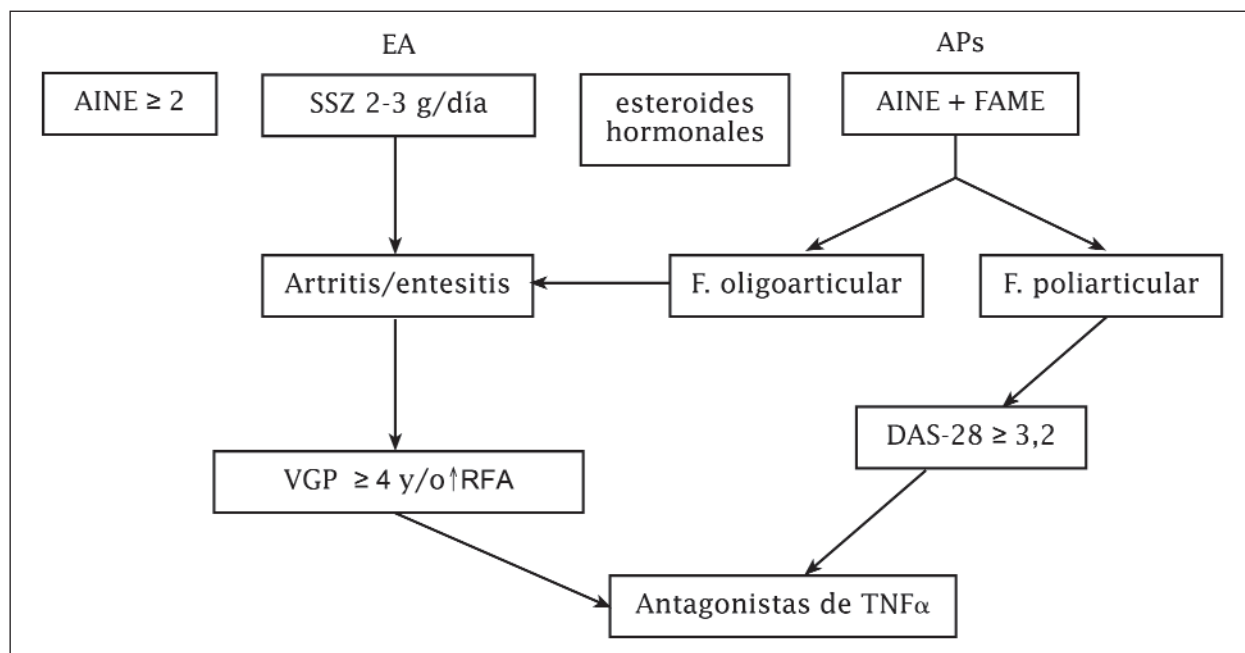 EA
APs
AINE ≥ 2
SSZ 2-3 g/día
esteroides
hormonales
AINE + FAME
Artritis/entesitis
F. oligoarticular
F. poliarticular
DAS-28 ≥ 3,2
VGP ≥ 4 y/o↑RFA
Antagonistas de TNFα